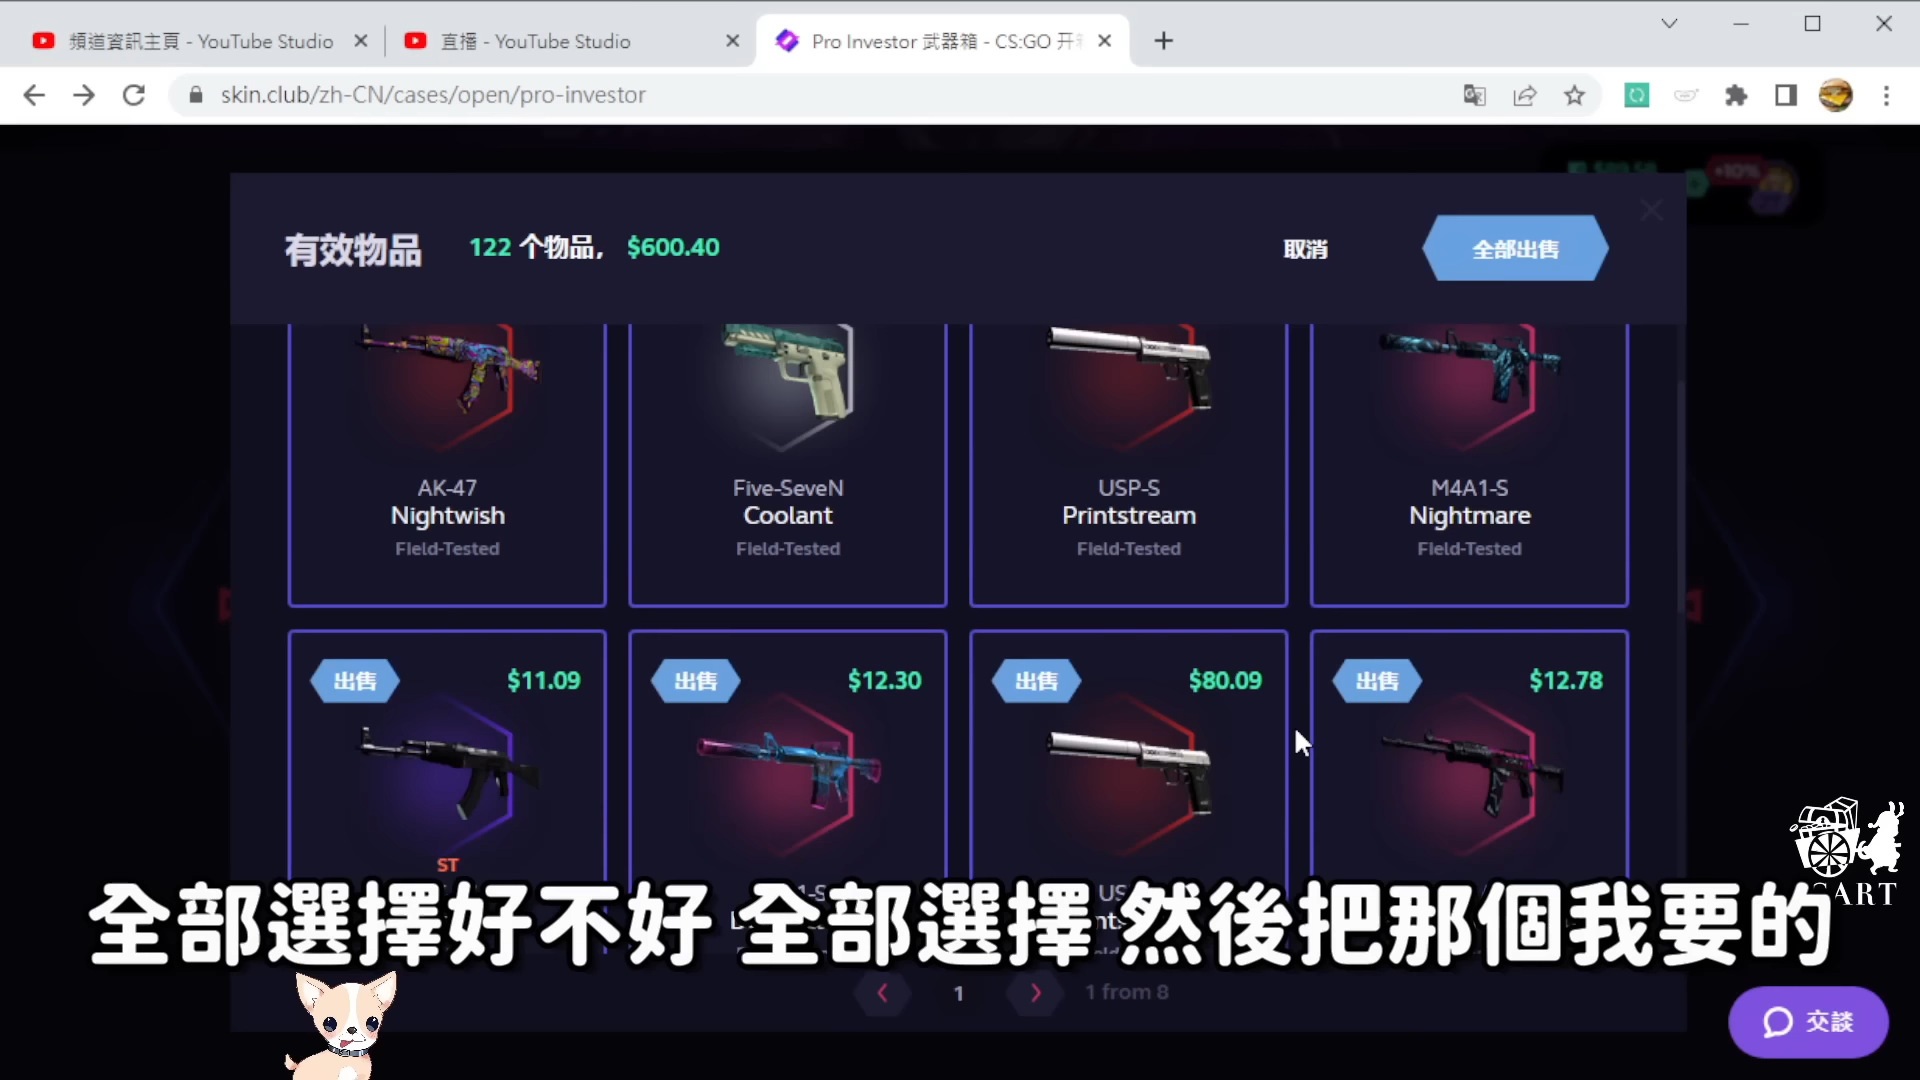 頻道資訊主頁 - YouTube Studio
直播 - YouTube Studio
Pro Investor 武器箱 - CS:GO 开箱
skin.club/zh-CN/cases/open/pro-investor
+10%
有效物品
122 个物品, $600.40
取消
全部出售
AK-47
Nightwish
Field-Tested
Five-SeveN
Coolant
Field-Tested
USP-S
Printstream
Field-Tested
M4A1-S
Nightmare
Field-Tested
出售 $11.09
出售 $12.30
出售 $80.09
出售 $12.78
ST
全部選擇好不好 全部選擇 然後把那個我要的
1
1 from 8
交談